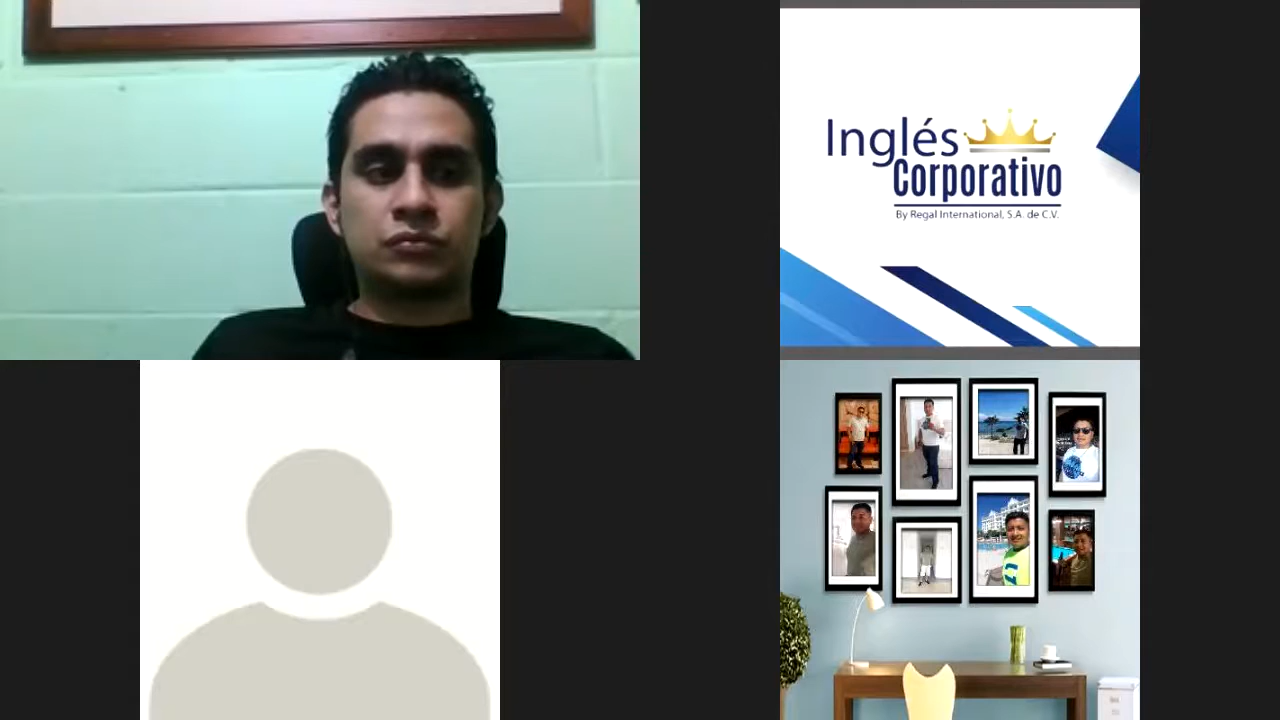 Inglés
Corporativo
By Regal International, S.A. de C.V.